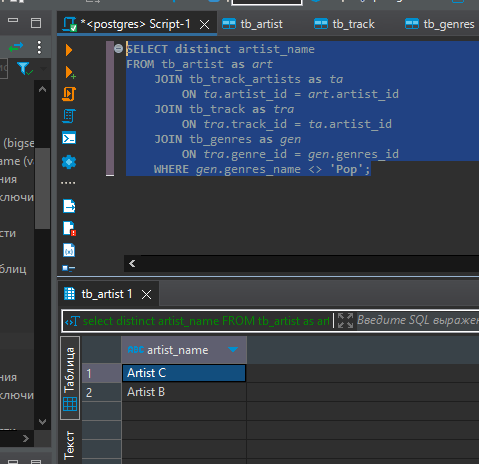 *<postgres> Script-1
tb_artist
tb_track
tb_genres
SELECT distinct artist_name
FROM tb_artist as art
JOIN tb_track_artists as ta
ON ta.artist_id = art.artist_id
JOIN tb_track as tra
ON tra.track_id = ta.artist_id
JOIN tb_genres as gen
ON tra.genre_id = gen.genres_id
WHERE gen.genres_name <> 'Pop';
(bigse
ame (va
ния
ключи
сти
блиц
ния
ключи
сти
tb_artist 1
select distinct artist_name FROM tb_artist as art
Введите SQL выражен
Таблица
Текст
ABC artist_name
1 Artist C
2 Artist B